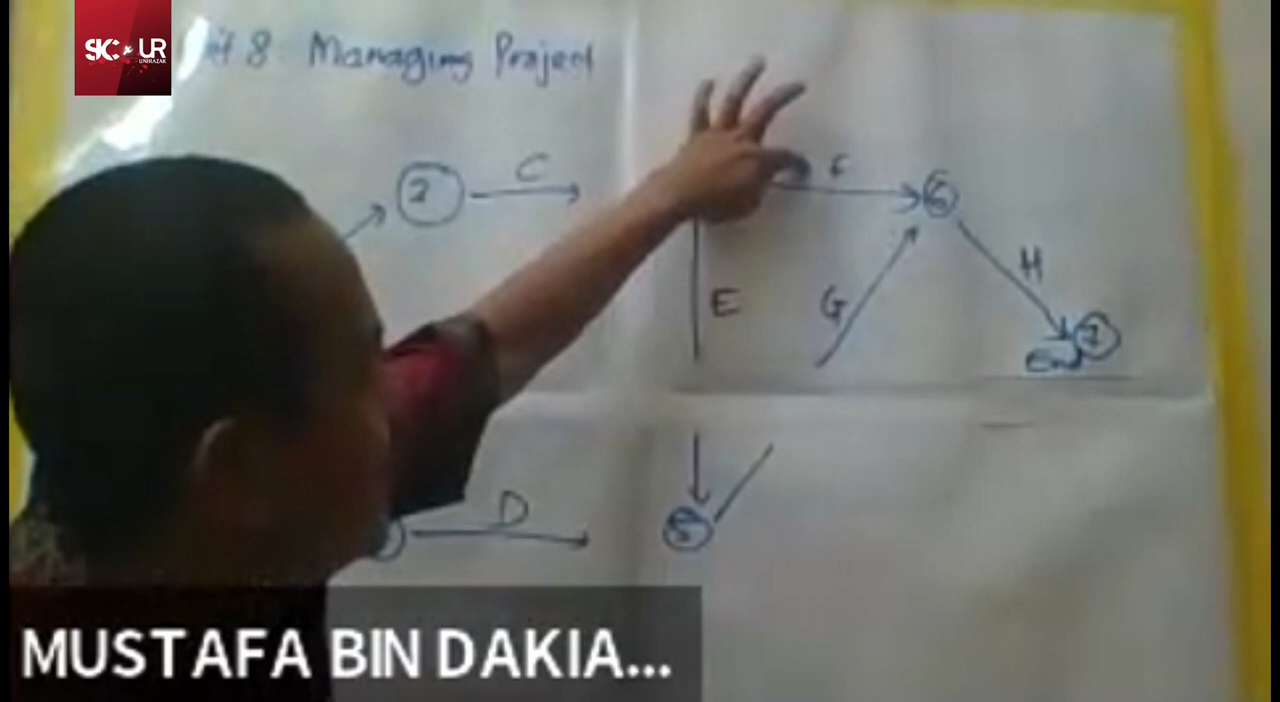 SKOUR
UNIRAZAK
8 Managing Project
2
C
F
6
E
G
H
End 7
D
5
MUSTAFA BIN DAKIA...